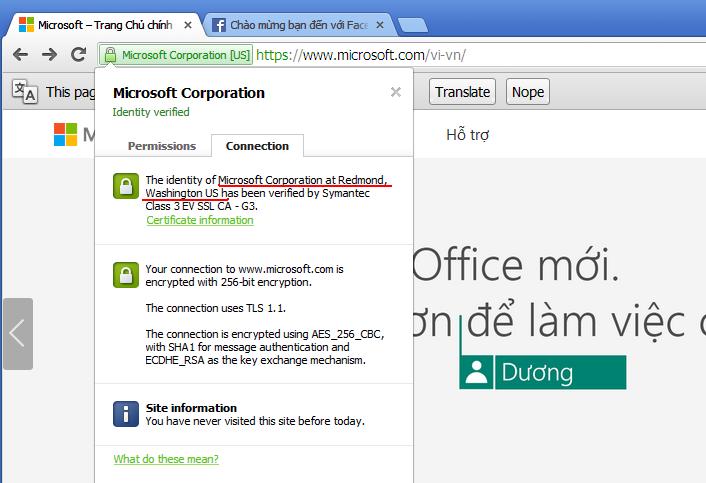 Microsoft – Trang Chủ chính
Chào mừng bạn đến với Face
Microsoft Corporation [US] https://www.microsoft.com/vi-vn/
This pag
Translate
Nope
Microsoft Corporation
Identity verified
M
Hỗ trợ
Permissions
Connection
The identity of Microsoft Corporation at Redmond,
Washington US has been verified by Symantec
Class 3 EV SSL CA - G3.
Certificate information
Your connection to www.microsoft.com is
encrypted with 256-bit encryption.
The connection uses TLS 1.1.
The connection is encrypted using AES_256_CBC,
with SHA1 for message authentication and
ECDHE_RSA as the key exchange mechanism.
Site information
You have never visited this site before today.
What do these mean?
Office mới.
ơn để làm việc c
Dương